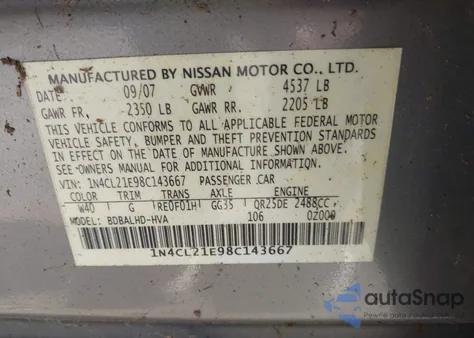 MANUFACTURED BY NISSAN MOTOR CO., LTD.
DATE 09/07 GVWR 4537 LB
GAWR FR. 2350 LB GAWR RR. 2205 LB
THIS VEHICLE CONFORMS TO ALL APPLICABLE FEDERAL MOTOR
VEHICLE SAFETY, BUMPER AND THEFT PREVENTION STANDARDS
IN EFFECT ON THE DATE OF MANUFACTURE SHOWN ABOVE.
SEE OWNERS MANUAL FOR ADDITIONAL INFORMATION.
VIN: 1N4CL21E98C143667 PASSENGER CAR
COLOR TRIM TRANS AXLE ENGINE
W40 G RE0F01H GG35 QR25DE 2488CC
MODEL: BDBALHD-HVA 106 0Z000
1N4CL21E98C143667
autoSnap